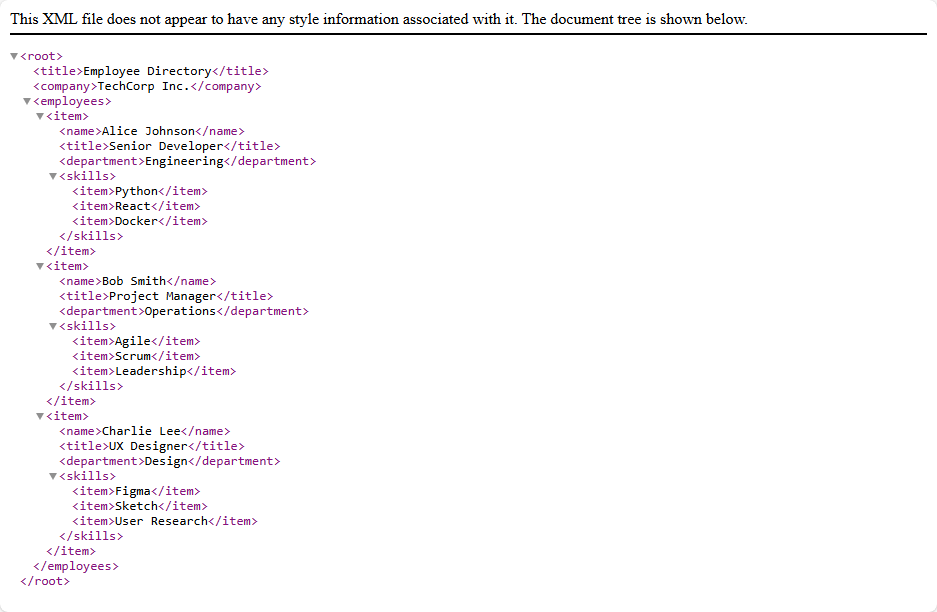 This XML file does not appear to have any style information associated with it. The document tree is shown below.
▼<root>
<title>Employee Directory</title>
<company>TechCorp Inc.</company>
▼<employees>
▼<item>
<name>Alice Johnson</name>
<title>Senior Developer</title>
<department>Engineering</department>
▼<skills>
<item>Python</item>
<item>React</item>
<item>Docker</item>
</skills>
</item>
▼<item>
<name>Bob Smith</name>
<title>Project Manager</title>
<department>Operations</department>
▼<skills>
<item>Agile</item>
<item>Scrum</item>
<item>Leadership</item>
</skills>
</item>
▼<item>
<name>Charlie Lee</name>
<title>UX Designer</title>
<department>Design</department>
▼<skills>
<item>Figma</item>
<item>Sketch</item>
<item>User Research</item>
</skills>
</item>
</employees>
</root>